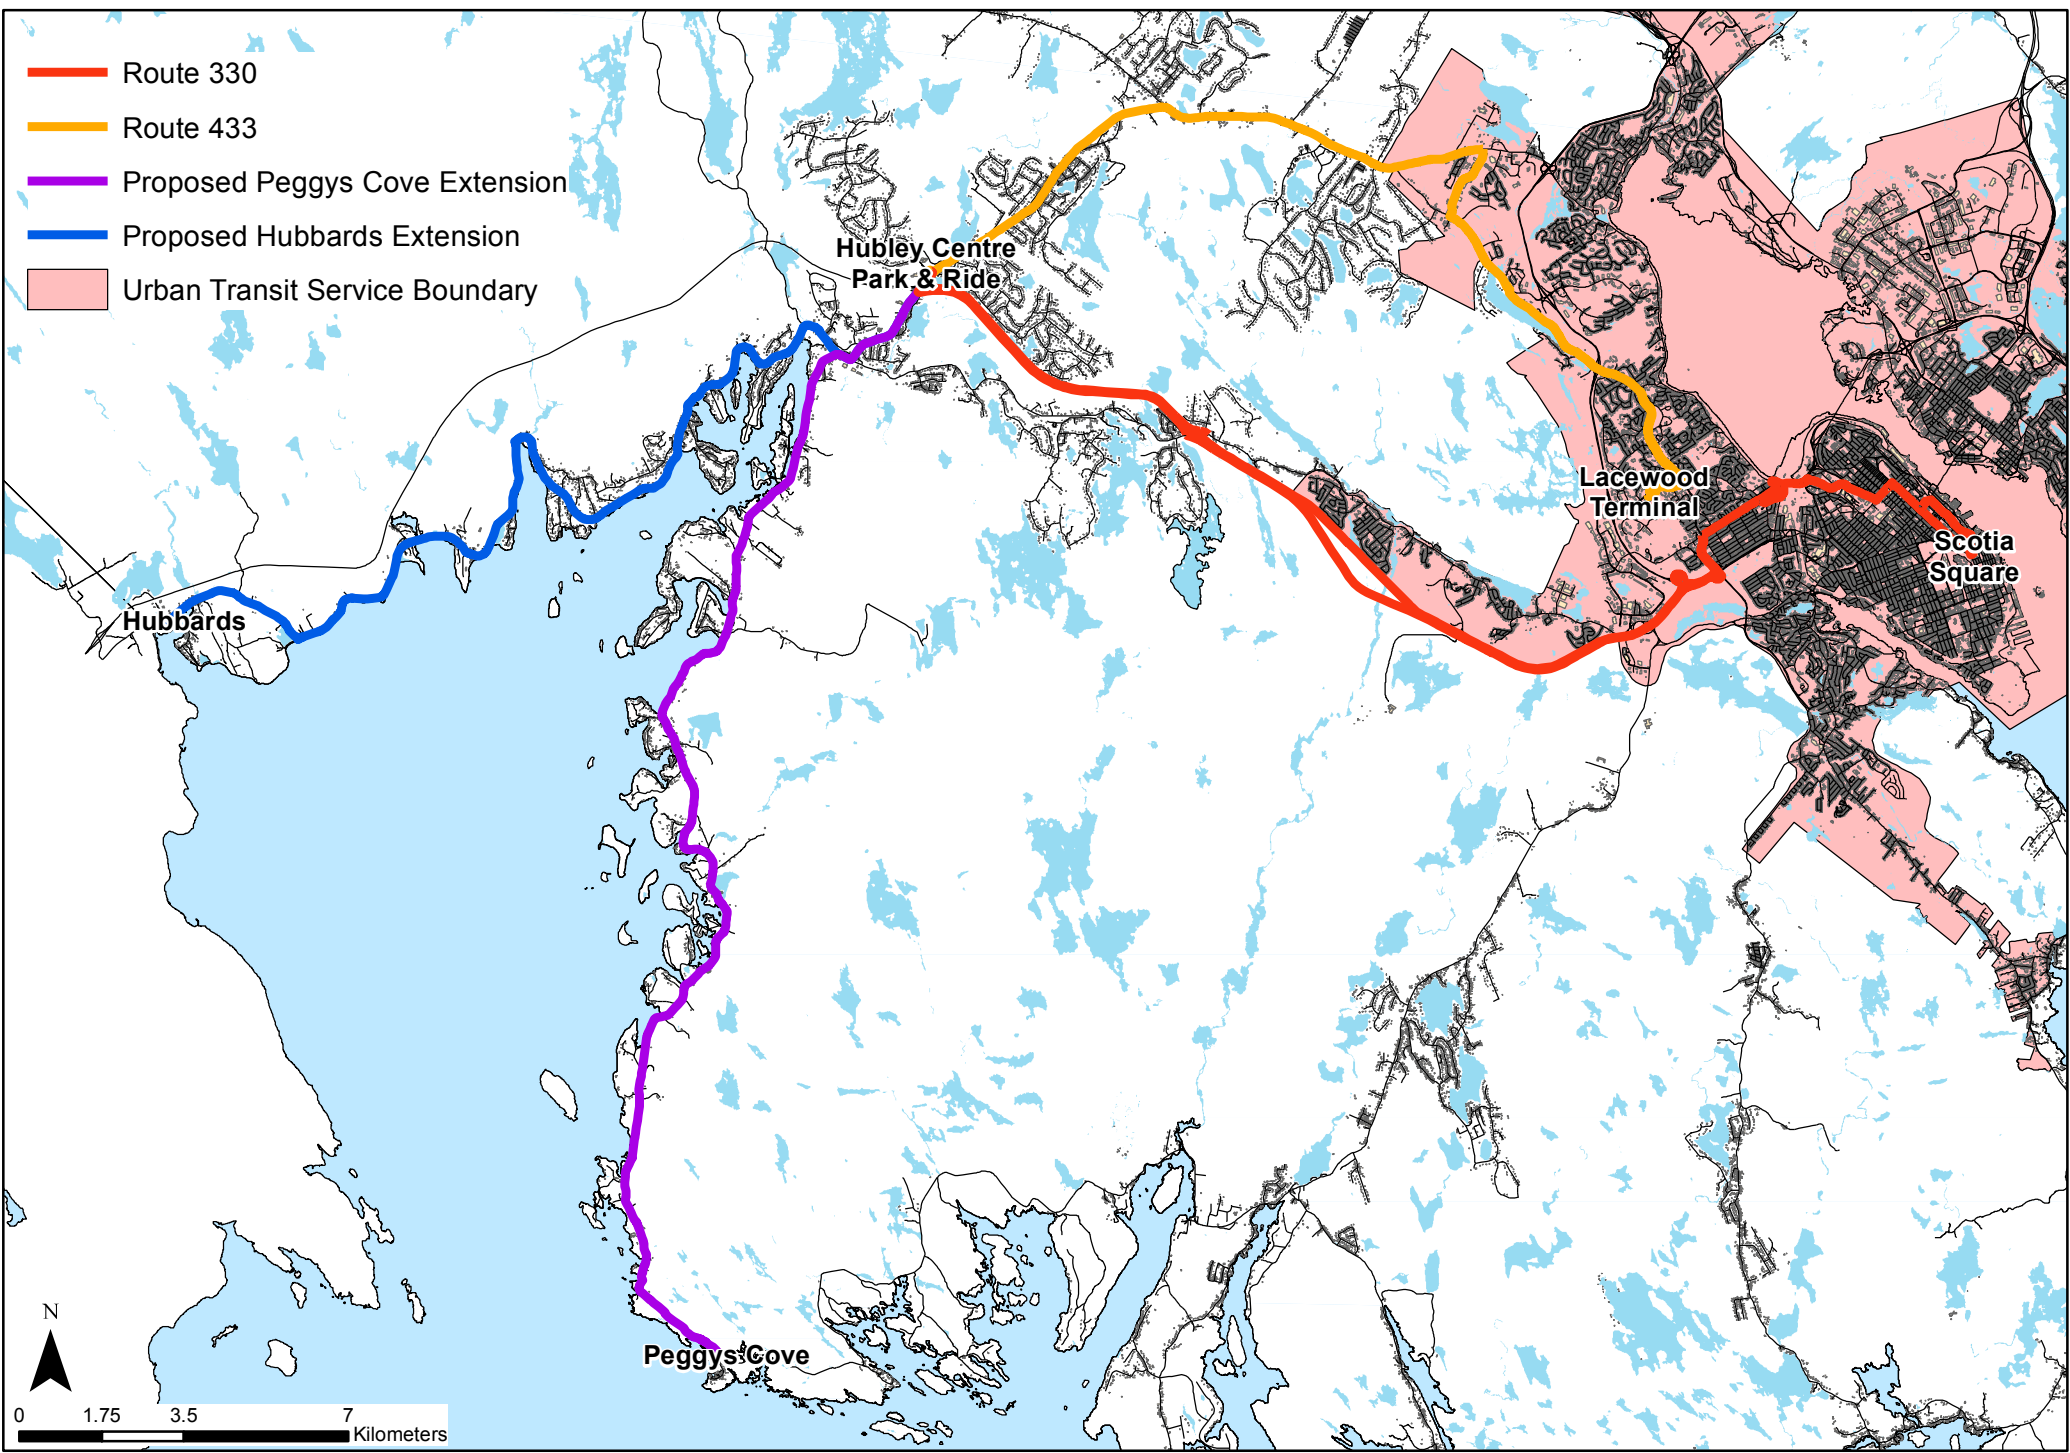 Route 330
Route 433
Proposed Peggys Cove Extension
Proposed Hubbards Extension
Urban Transit Service Boundary
Hubley Centre
Park & Ride
Lacewood
Terminal
Scotia
Square
Hubbards
Peggys Cove
N
0 1.75 3.5 7
Kilometers